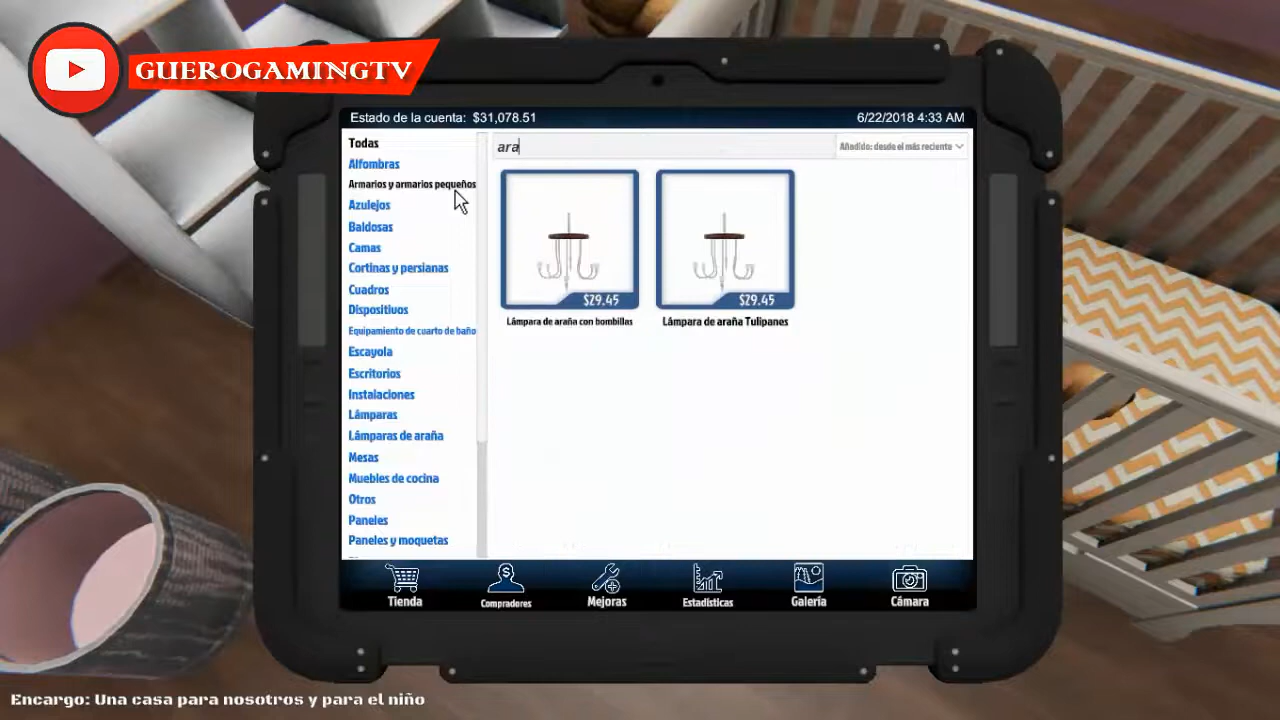 GUEROGAMINGTV
Estado de la cuenta: $31,078.51
6/22/2018 4:33 AM
Todas
Alfombras
Armarios y armarios pequeños
Azulejos
Baldosas
Camas
Cortinas y persianas
Cuadros
Dispositivos
Equipamiento de cuarto de baño
Escayola
Escritorios
Instalaciones
Lámparas
Lámparas de araña
Mesas
Muebles de cocina
Otros
Paneles
Paneles y moquetas
ara
Añadido: desde el más reciente
$29.45
$29.45
Lámpara de araña con bombillas
Lámpara de araña Tulipanes
Tienda
Compradores
Mejoras
Estadísticas
Galería
Cámara
Encargo: Una casa para nosotros y para el niño